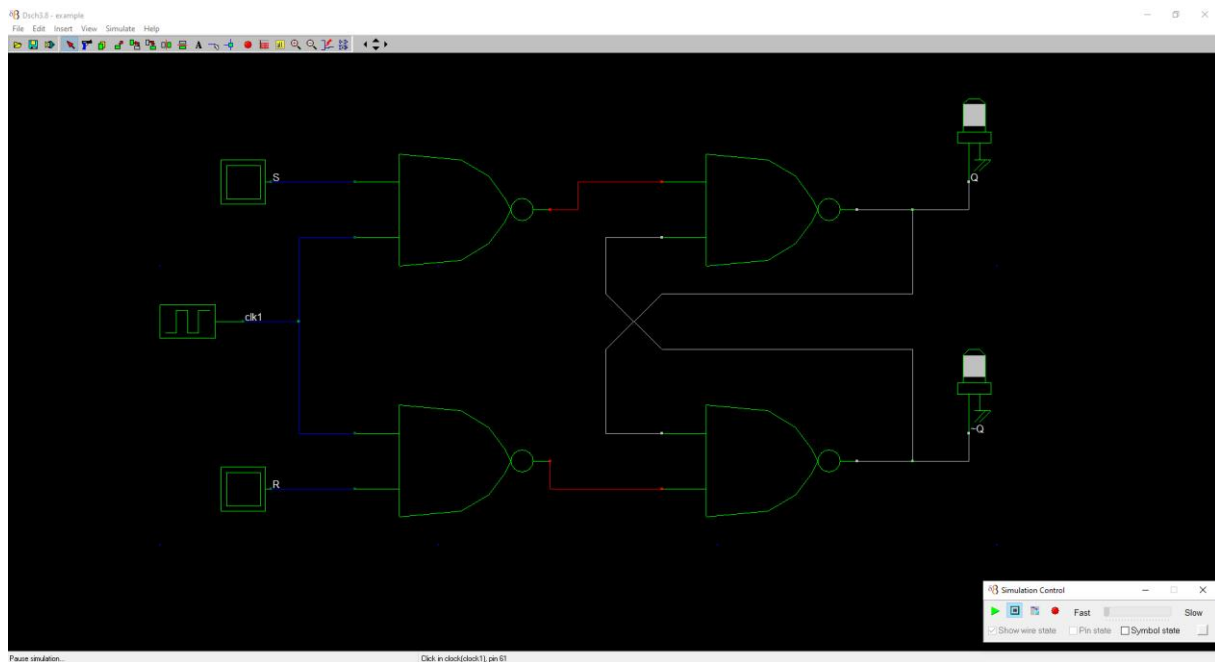 Dsch3.8 - example
File Edit Insert View Simulate Help
Q
S
clk1
~Q
R
Simulation Control
Fast
Slow
Show wire state
Pin state
Symbol state
Pause simulation...
Click in clock(clock1), pin 61